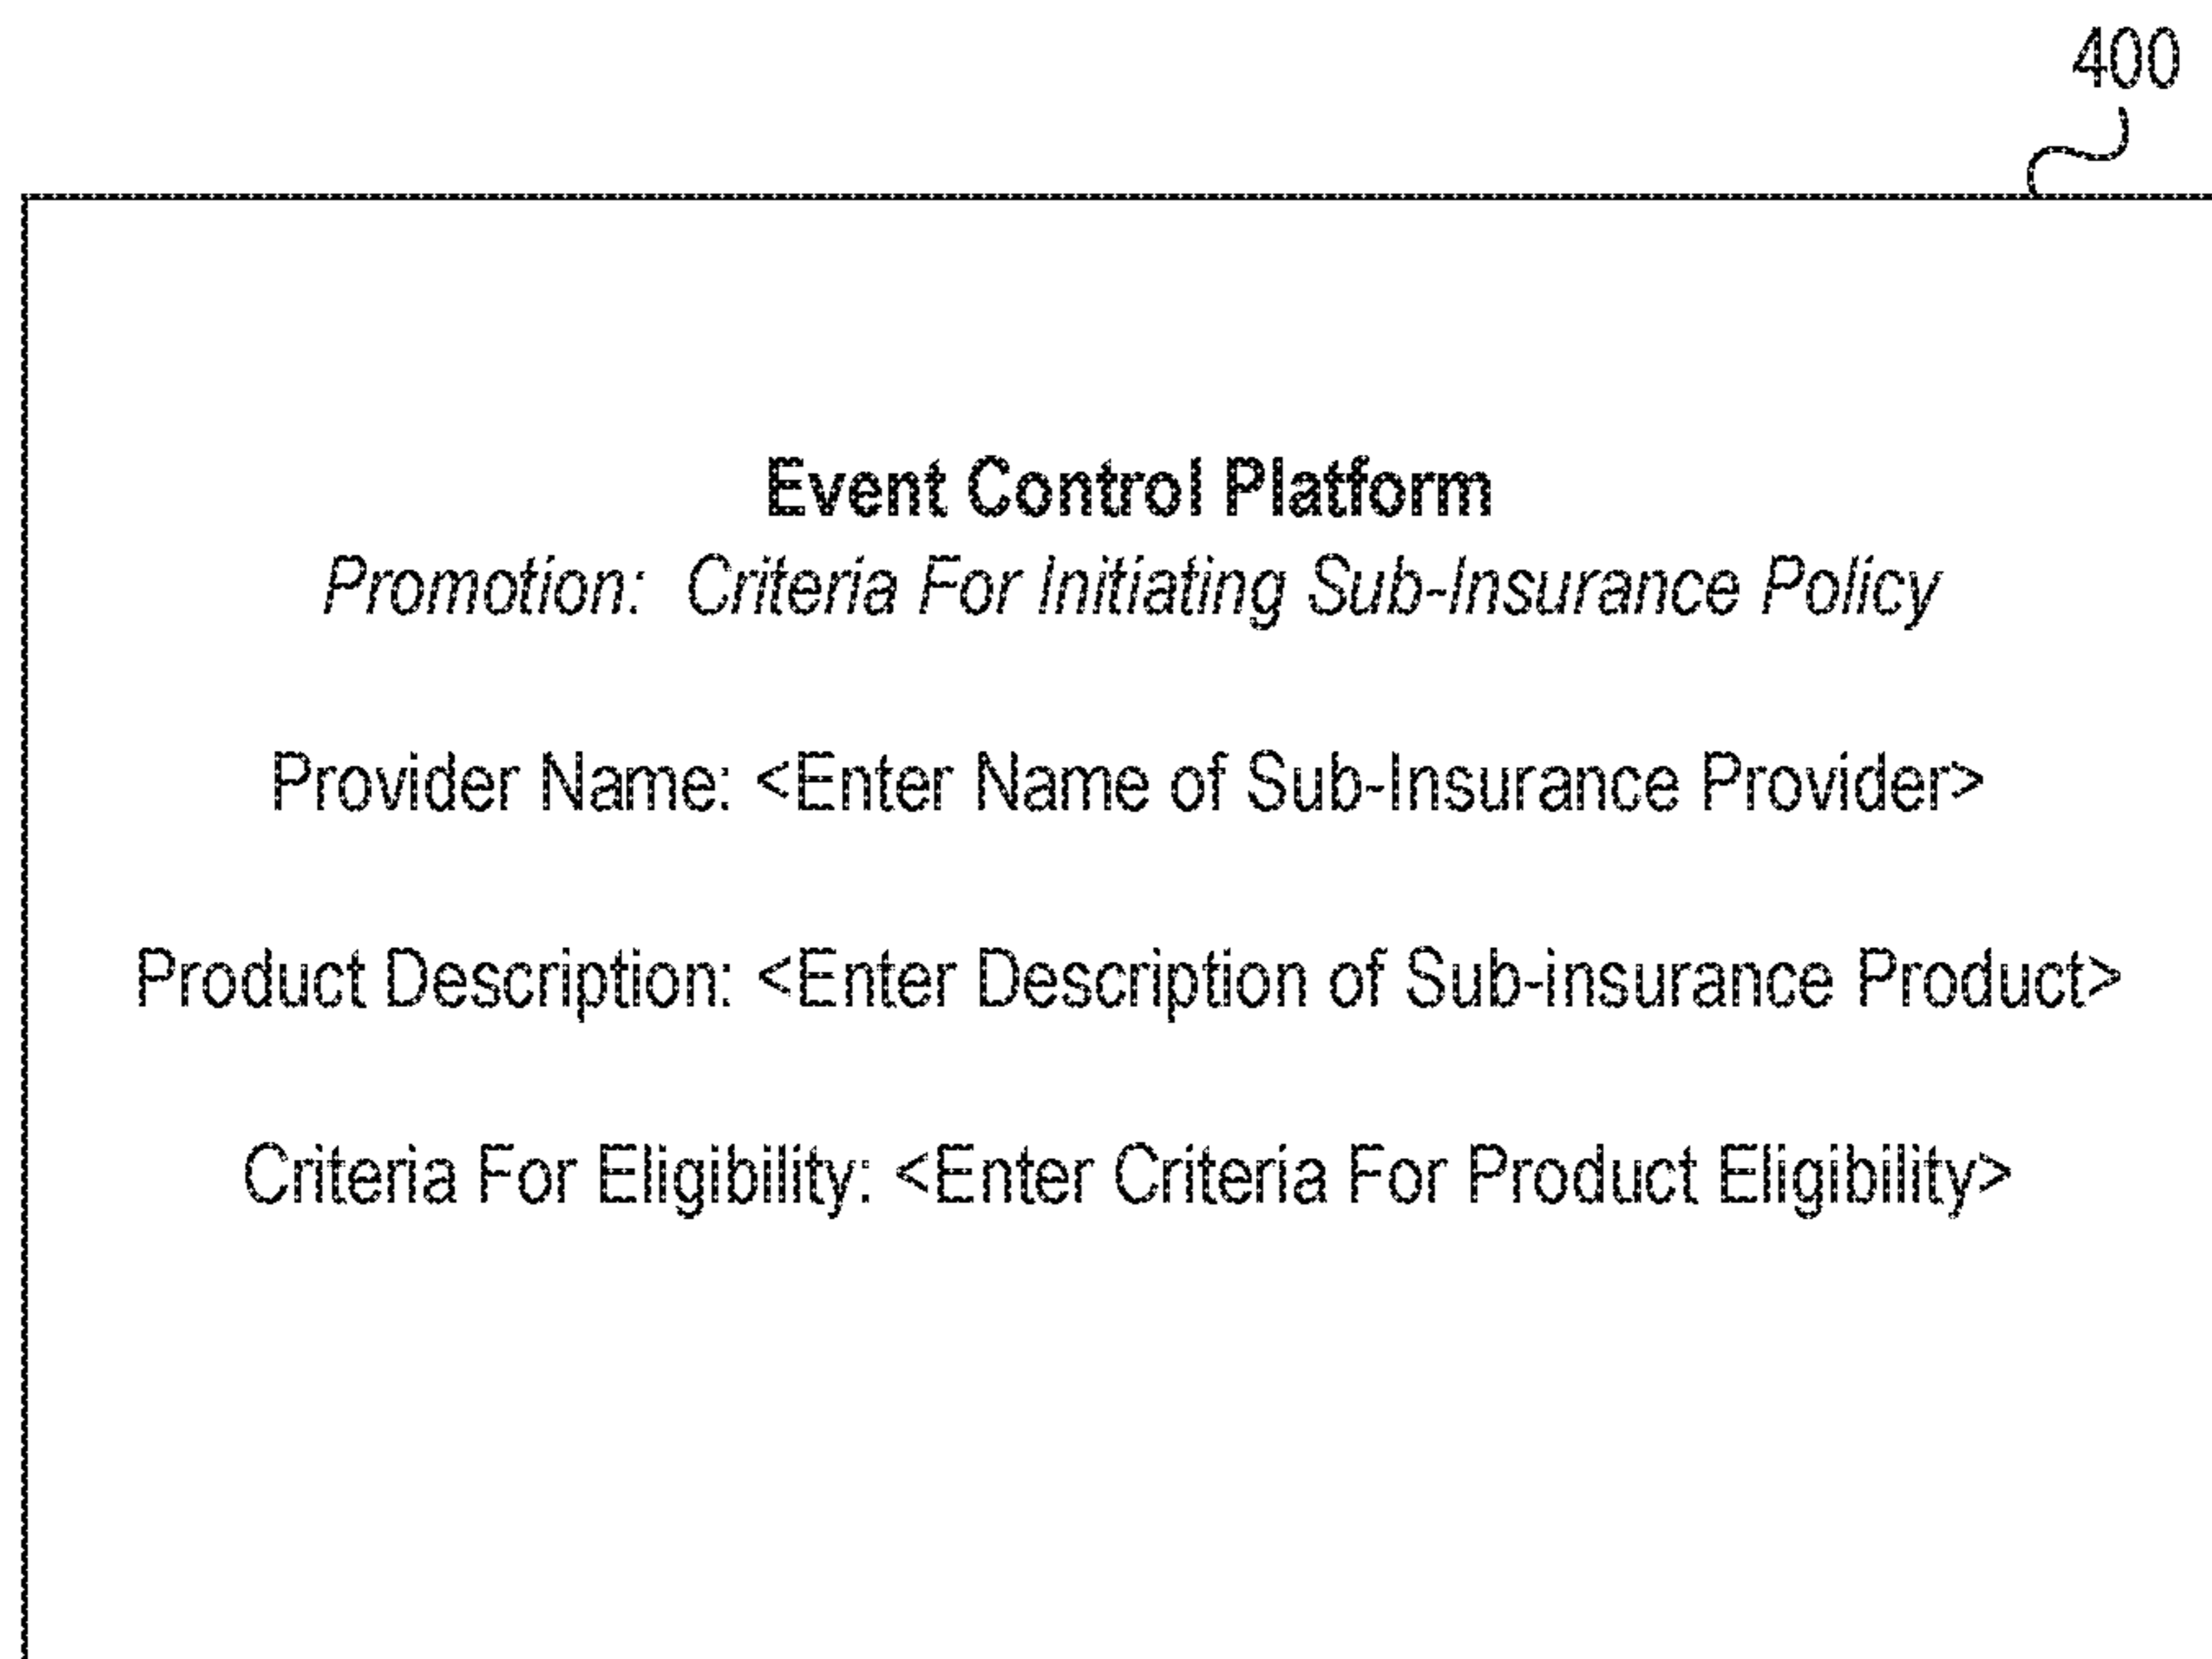 400
Event Control Platform
Promotion: Criteria For Initiating Sub-Insurance Policy
Provider Name: <Enter Name of Sub-Insurance Provider>
Product Description: <Enter Description of Sub-insurance Product>
Criteria For Eligibility: <Enter Criteria For Product Eligibility>